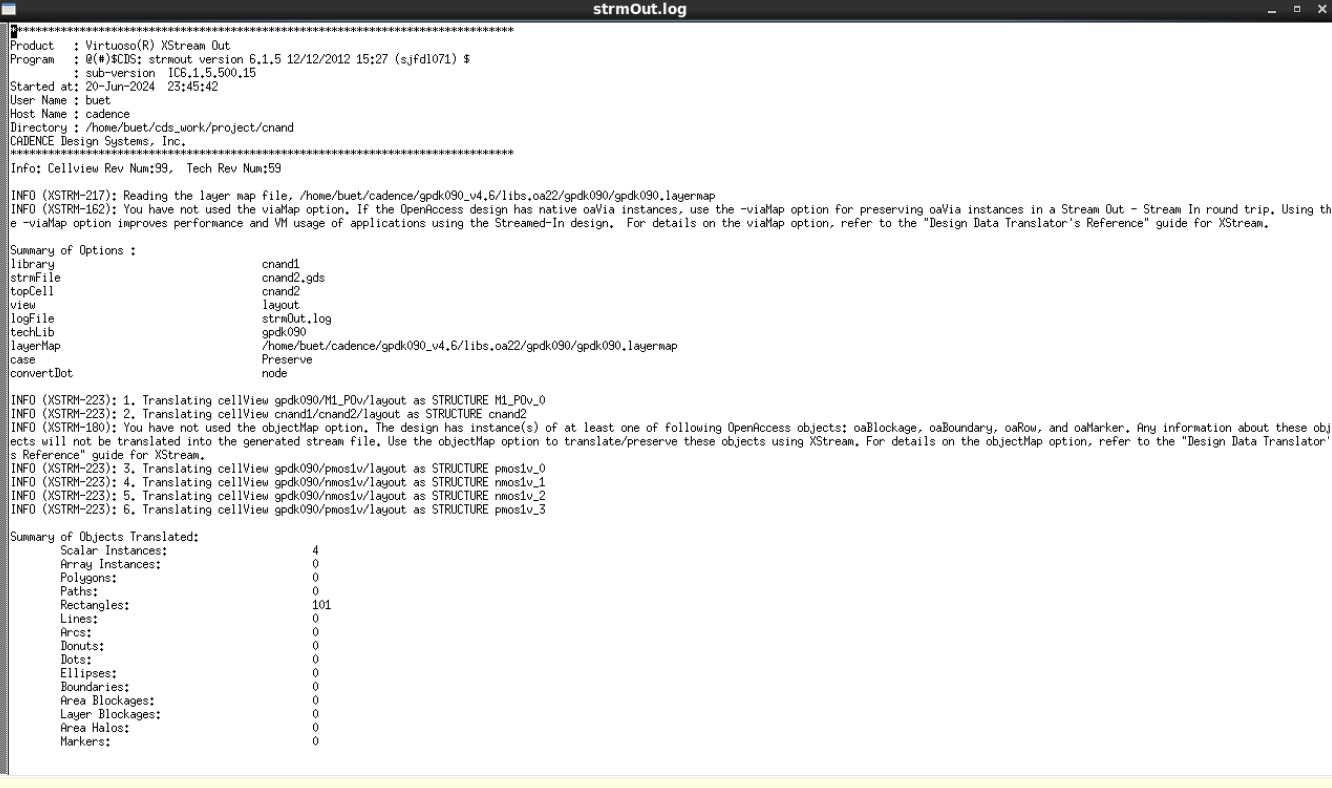 strmOut.log
********************************************************************************
Product   : Virtuoso(R) XStream Out
Program   : @(#)$CDS: strmout version 6.1.5 12/12/2012 15:27 (sjfdl071) $
          : sub-version  IC6.1.5.500.15
Started at: 20-Jun-2024  23:45:42
User Name : buet
Host Name : cadence
Directory : /home/buet/cds_work/project/cnand
CADENCE Design Systems, Inc.
********************************************************************************
Info: Cellview Rev Num:99,  Tech Rev Num:59
INFO (XSTRM-217): Reading the layer map file, /home/buet/cadence/gpdk090_v4.6/libs.oa22/gpdk090/gpdk090.layermap
INFO (XSTRM-162): You have not used the viaMap option. If the OpenAccess design has native oaVia instances, use the -viaMap option for preserving oaVia instances in a Stream Out - Stream In round trip. Using th
e -viaMap option improves performance and VM usage of applications using the Streamed-In design.  For details on the viaMap option, refer to the "Design Data Translator's Reference" guide for XStream.
Summary of Options :
library                                 cnand1
strmFile                                cnand2.gds
topCell                                 cnand2
view                                    layout
logFile                                 strmOut.log
techLib                                 gpdk090
layerMap                                /home/buet/cadence/gpdk090_v4.6/libs.oa22/gpdk090/gpdk090.layermap
case                                    Preserve
convertDot                              node
INFO (XSTRM-223): 1. Translating cellView gpdk090/M1_POv/layout as STRUCTURE M1_POv_0
INFO (XSTRM-223): 2. Translating cellView cnand1/cnand2/layout as STRUCTURE cnand2
INFO (XSTRM-180): You have not used the objectMap option. The design has instance(s) of at least one of following OpenAccess objects: oaBlockage, oaBoundary, oaRow, and oaMarker. Any information about these obj
ects will not be translated into the generated stream file. Use the objectMap option to translate/preserve these objects using XStream. For details on the objectMap option, refer to the "Design Data Translator'
s Reference" guide for XStream.
INFO (XSTRM-223): 3. Translating cellView gpdk090/pmos1v/layout as STRUCTURE pmos1v_0
INFO (XSTRM-223): 4. Translating cellView gpdk090/nmos1v/layout as STRUCTURE nmos1v_1
INFO (XSTRM-223): 5. Translating cellView gpdk090/nmos1v/layout as STRUCTURE nmos1v_2
INFO (XSTRM-223): 6. Translating cellView gpdk090/pmos1v/layout as STRUCTURE pmos1v_3
Summary of Objects Translated:
        Scalar Instances:                       4
        Array Instances:                        0
        Polygons:                               0
        Paths:                                  0
        Rectangles:                             101
        Lines:                                  0
        Arcs:                                   0
        Donuts:                                 0
        Dots:                                   0
        Ellipses:                               0
        Boundaries:                             0
        Area Blockages:                         0
        Layer Blockages:                        0
        Area Halos:                             0
        Markers:                                0